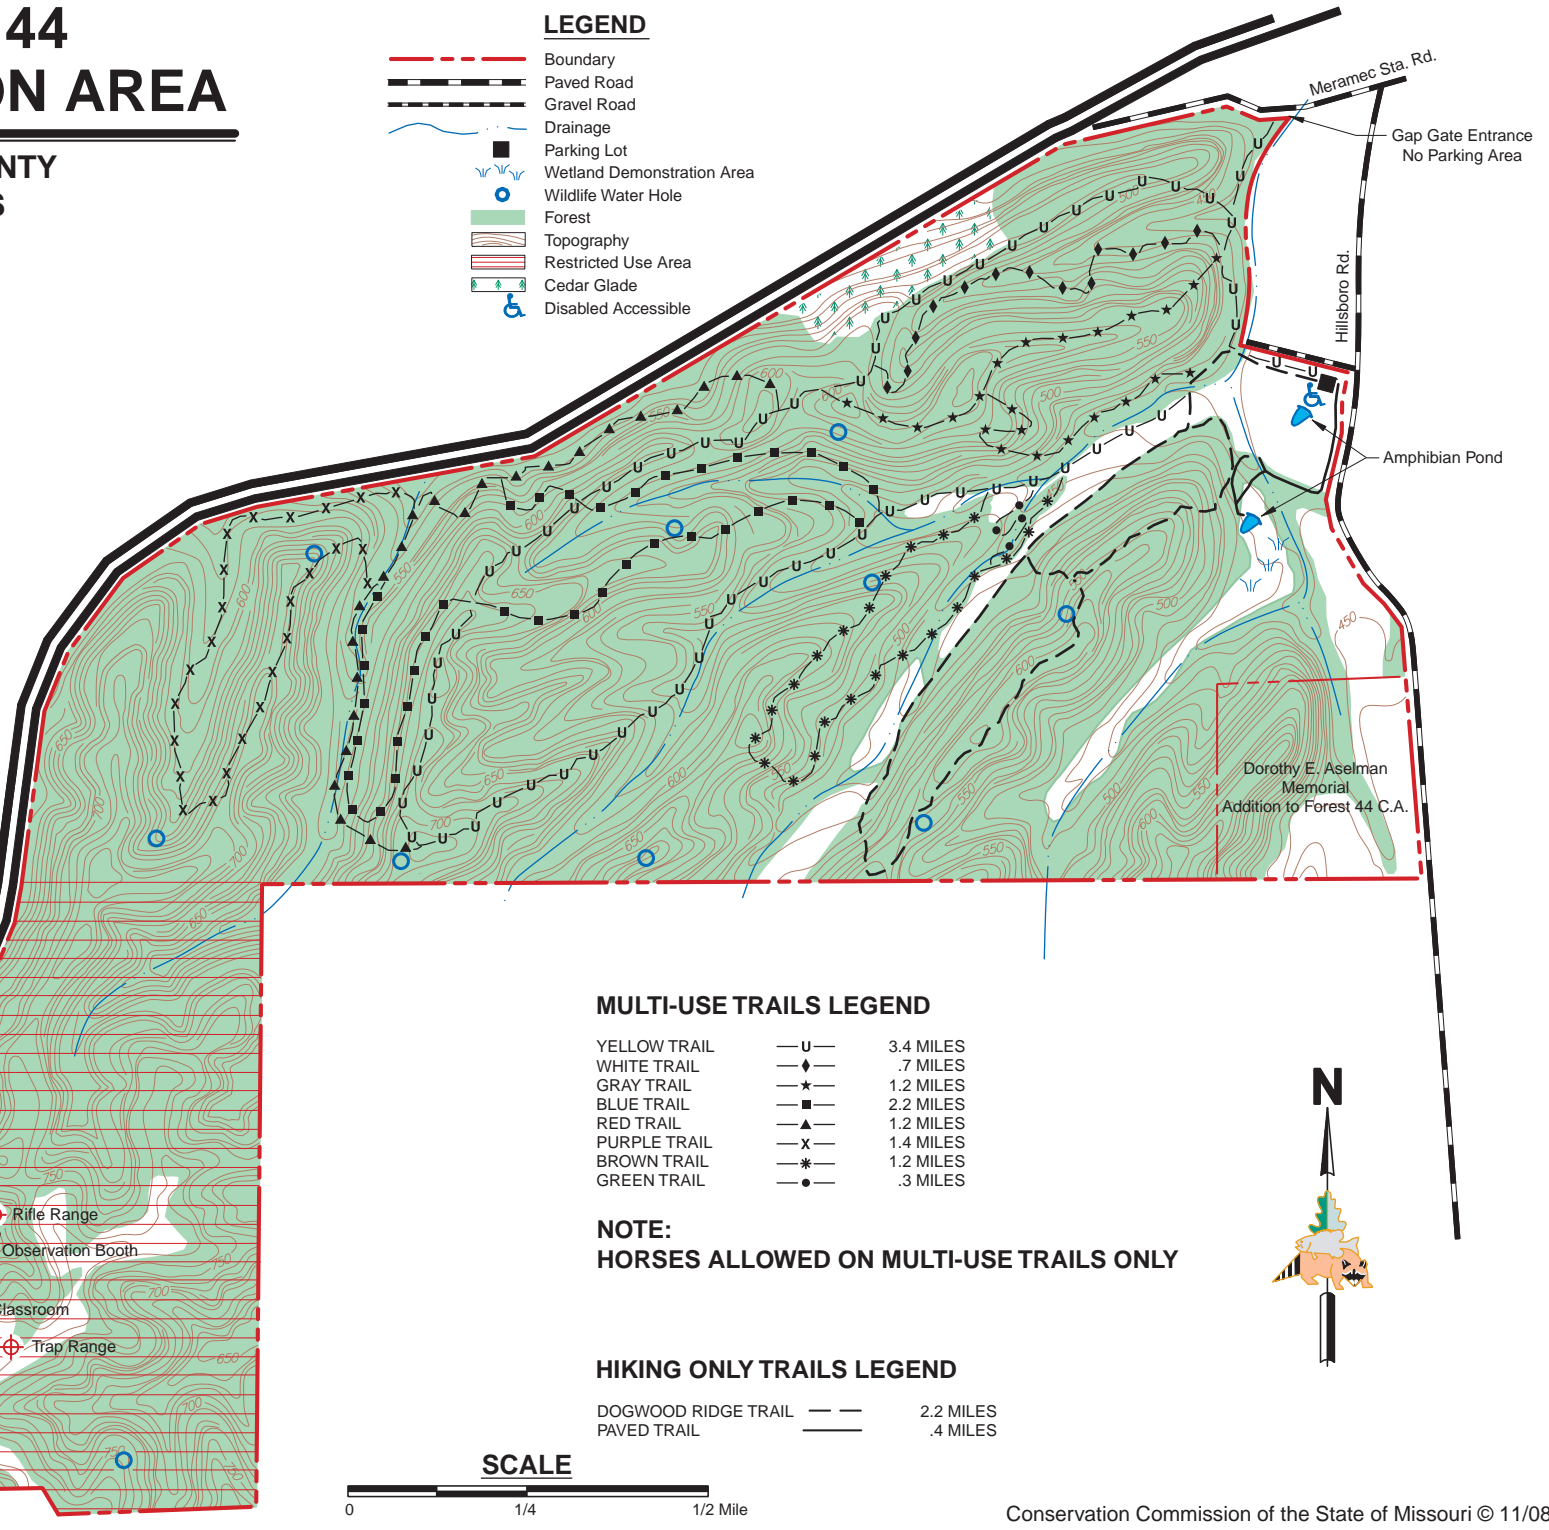 44
ON AREA
NTY
S
LEGEND
Boundary
Paved Road
Gravel Road
Drainage
Parking Lot
Wetland Demonstration Area
Wildlife Water Hole
Forest
Topography
Restricted Use Area
Cedar Glade
Disabled Accessible
Meramec Sta. Rd.
Gap Gate Entrance
No Parking Area
Hillsboro Rd.
Amphibian Pond
Dorothy E. Aselman
Memorial
Addition to Forest 44 C.A.
Rifle Range
Observation Booth
Classroom
Trap Range
MULTI-USE TRAILS LEGEND
YELLOW TRAIL U 3.4 MILES
WHITE TRAIL .7 MILES
GRAY TRAIL 1.2 MILES
BLUE TRAIL 2.2 MILES
RED TRAIL 1.2 MILES
PURPLE TRAIL X 1.4 MILES
BROWN TRAIL 1.2 MILES
GREEN TRAIL .3 MILES
NOTE:
HORSES ALLOWED ON MULTI-USE TRAILS ONLY
N
HIKING ONLY TRAILS LEGEND
DOGWOOD RIDGE TRAIL 2.2 MILES
PAVED TRAIL .4 MILES
SCALE
0 1/4 1/2 Mile
Conservation Commission of the State of Missouri © 11/08